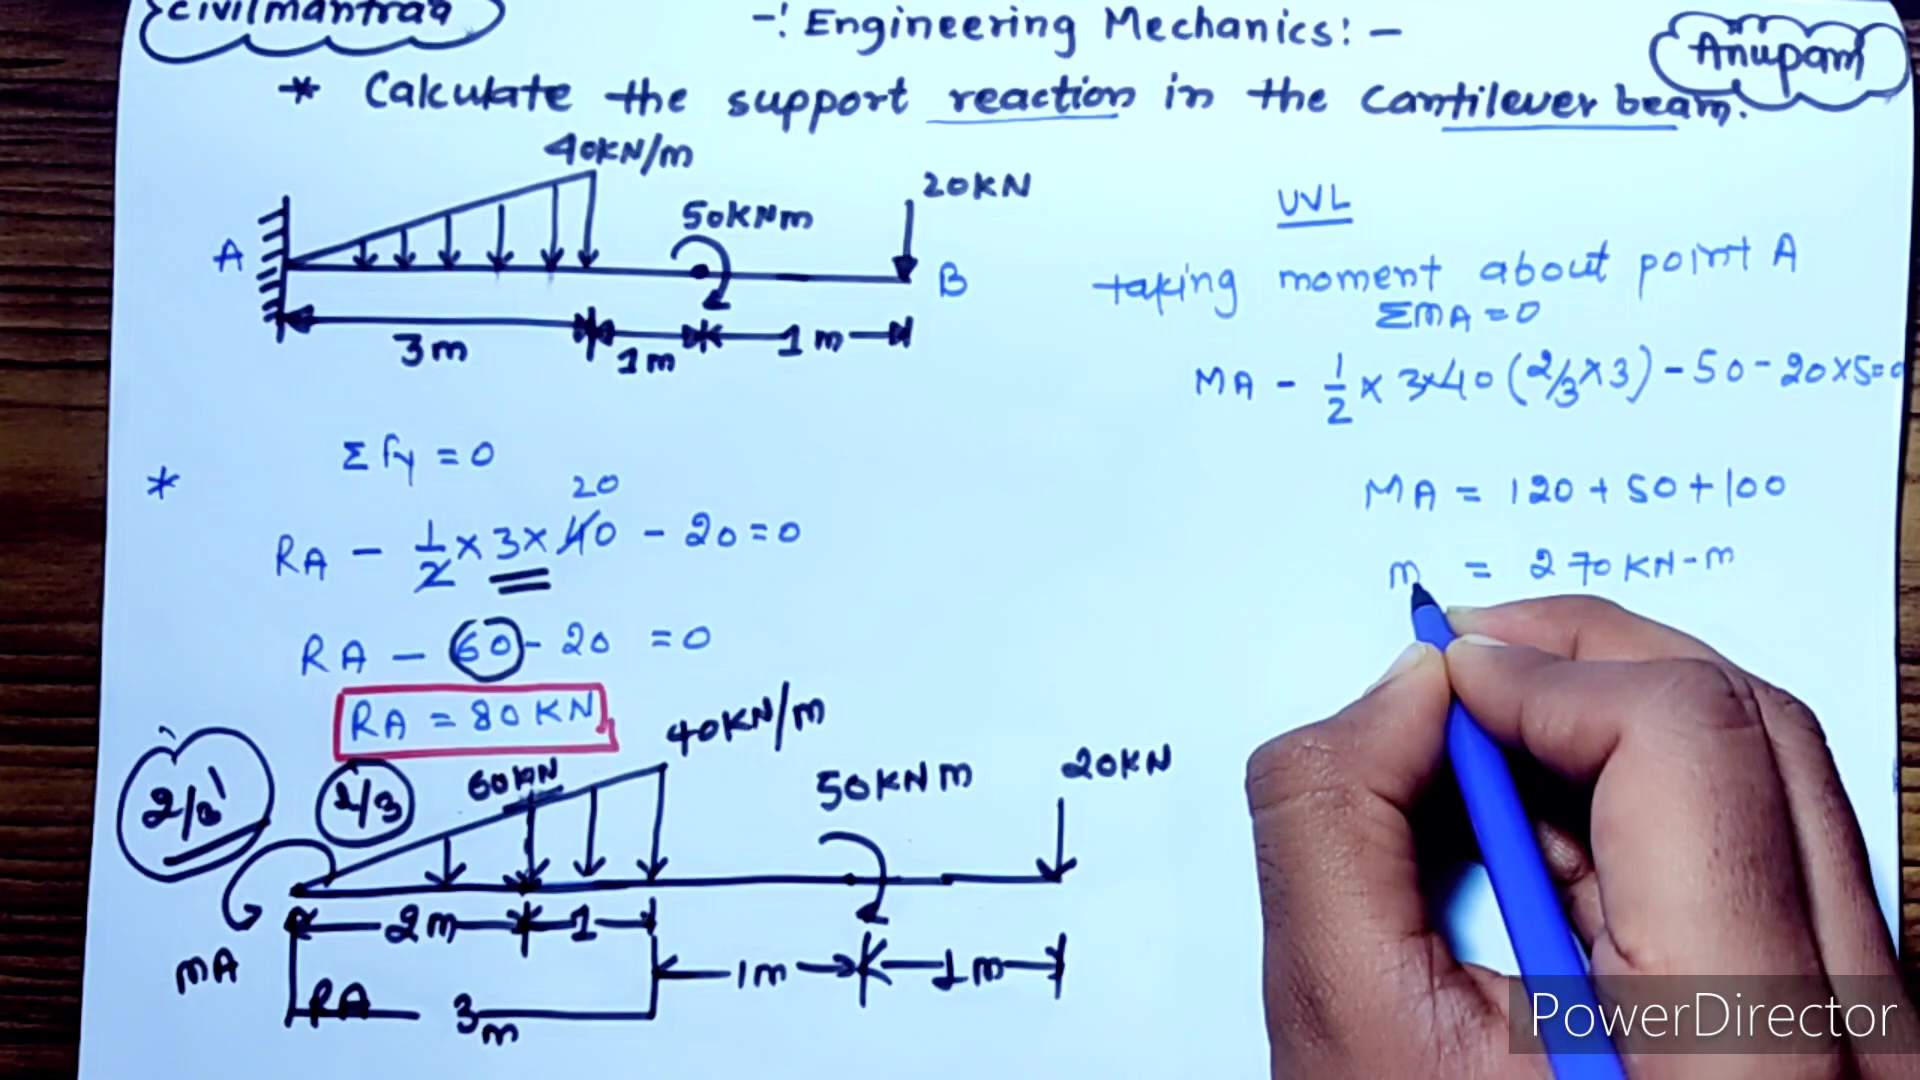 civilmantraa
-: Engineering Mechanics: -
Anupam
* Calculate the support reaction in the cantilever beam.
40KN/m
50KNm
20KN
A
B
3m
1m
1m
UVL
taking moment about point A
ΣMA = 0
MA - 1/2 × 3×40 (2/3×3) - 50 - 20×5=0
MA = 120 + 50 + 100
m = 270 KN-m
* ΣFy = 0
20
RA - 1/2 × 3 × 40 - 20 = 0
RA - 60 - 20 = 0
RA = 80 KN
2/3
2/3
60KN
40KN/m
50KNm
20KN
2m
1
MA
RA
3m
1m
1m
PowerDirector